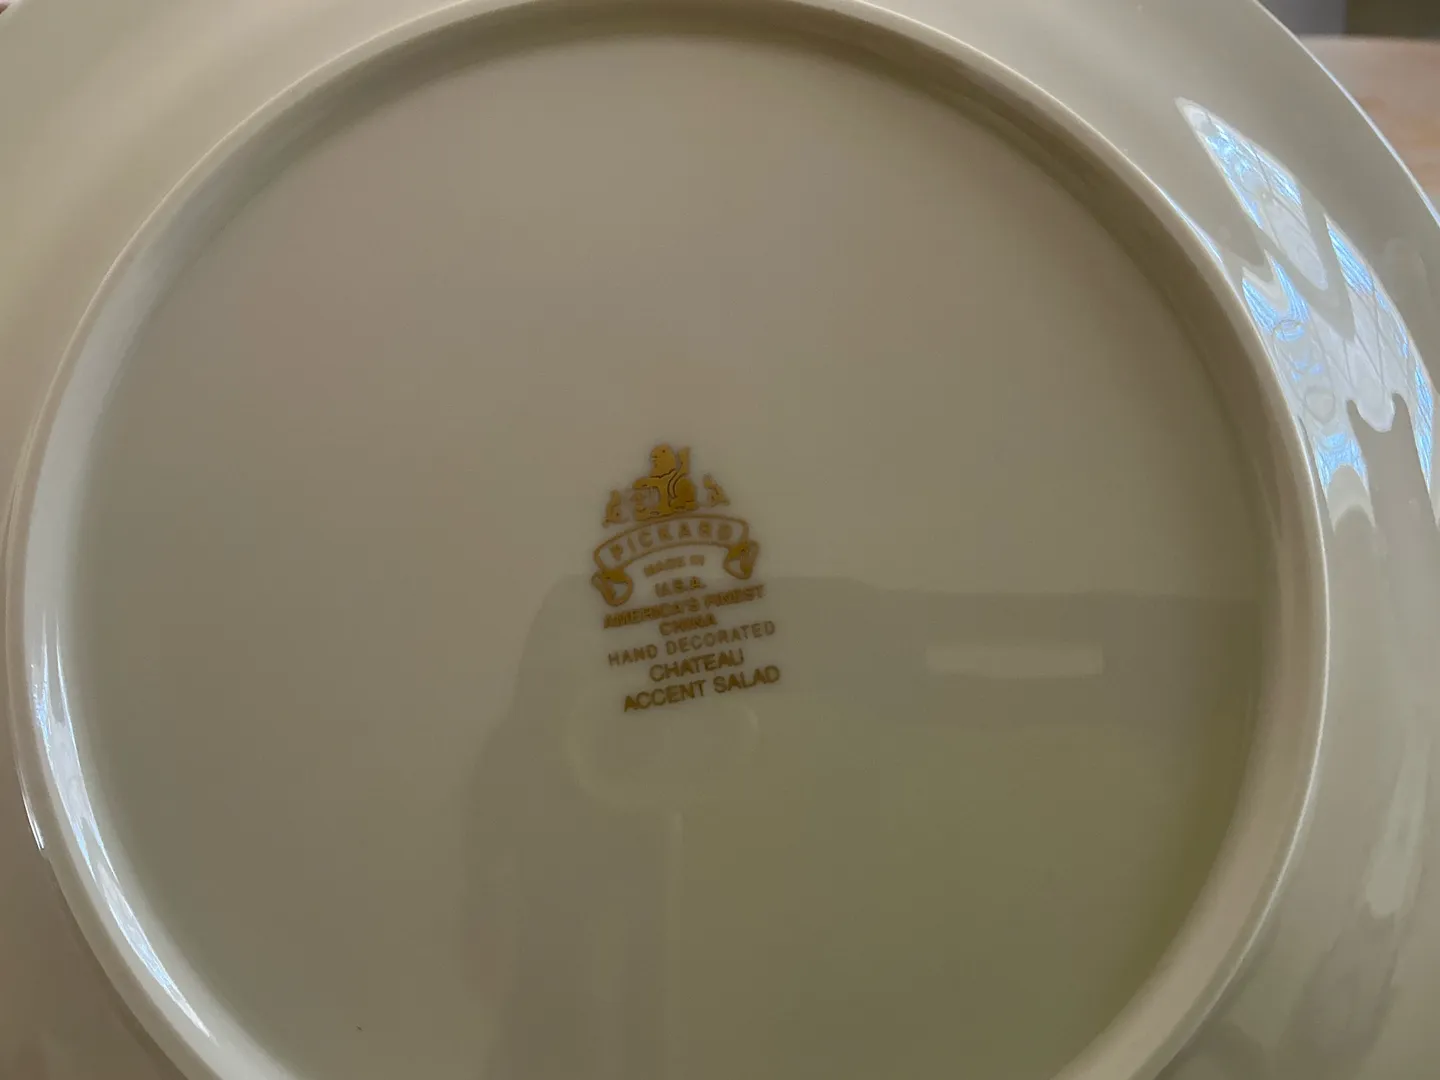 PICKARD
MADE IN
U.S.A.
AMERICA'S FINEST
CHINA
HAND DECORATED
CHATEAU
ACCENT SALAD